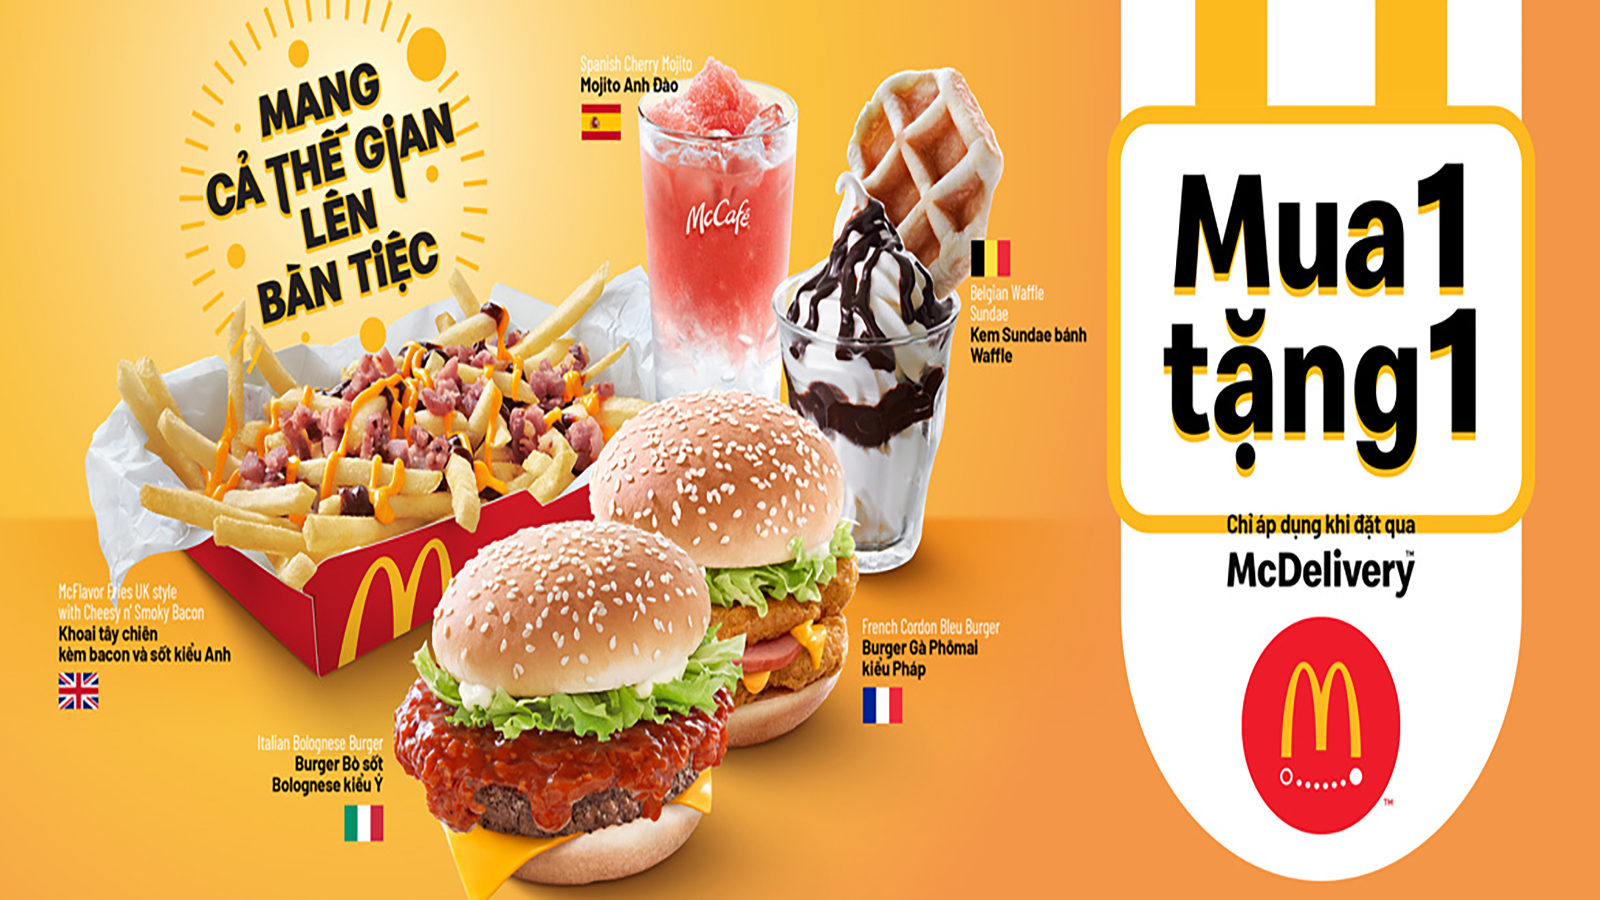 MANG
CẢ THẾ GIAN
LÊN
BÀN TIỆC
Spanish Cherry Mojito
Mojito Anh Đào
McCafé
Belgian Waffle
Sundae
Kem Sundae bánh
Waffle
McFlavor Fries UK style
with Cheesy n' Smoky Bacon
Khoai tây chiên
kèm bacon và sốt kiểu Anh
Italian Bolognese Burger
Burger Bò sốt
Bolognese kiểu Ý
French Cordon Bleu Burger
Burger Gà Phômai
kiểu Pháp
Mua 1
tặng 1
Chỉ áp dụng khi đặt qua
McDelivery™
™